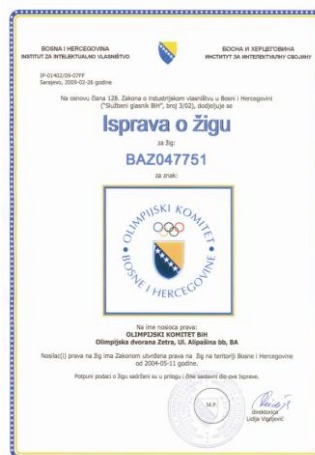 BOSNA I HERCEGOVINA
INSTITUT ZA INTELEKTUALNO VLASNIŠTVO
БОСНА И ХЕРЦЕГОВИНА
ИНСТИТУТ ЗА ИНТЕЛЕКТУАЛНУ СВОЈИНУ
Sarajevo, 2009-02-26 godine
Na osnovu člana 128. Zakona o industrijskom vlasništvu u Bosni i Hercegovini
("Službeni glasnik BiH", broj 3/02), dodjeljuje se
Isprava o žigu
za žig:
BAZ047751
za znak:
OLIMPIJSKI KOMITET
BOSNE I HERCEGOVINE
Na ime nosioca prava:
OLIMPIJSKI KOMITET BiH
Olimpijska dvorana Zetra, Ul. Alipašina bb, BA
Nosilac(i) prava na žig ima Zakonom utvrđena prava na žig na teritoriji Bosne i Hercegovine
od 2004-05-11 godine.
Potpuni podaci o žigu sadržani su u prilogu i čine sastavni dio ove Isprave.
M.P.
direktorica
Lidija Vignjević